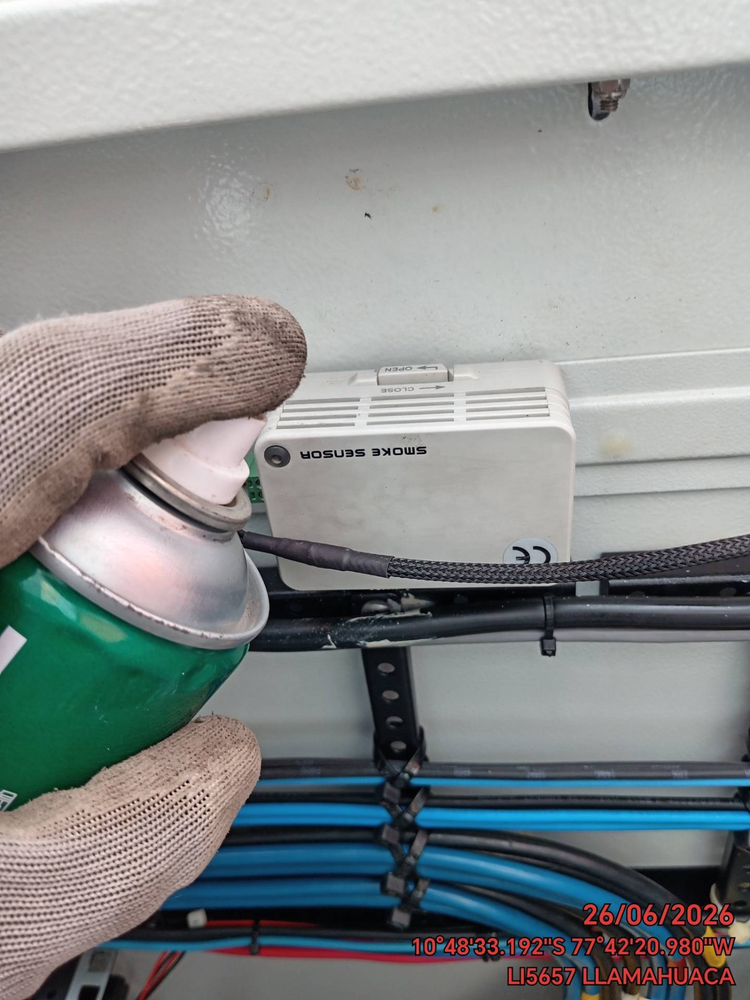 OPEN
CLOSE
SMOKE SENSOR
CE
26/06/2026
10°48'33.192"S 77°42'20.980"W
LI5657 LLAMAHUACA